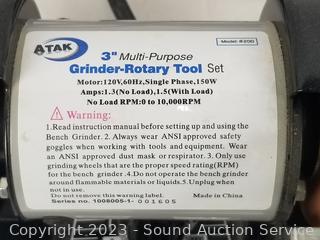 ATAK
3" Multi-Purpose
Grinder-Rotary Tool Set
Motor:120V,60Hz,Single Phase,150W
Amps:1.3(No Load),1.5(With Load)
No Load RPM:0 to 10,000RPM
⚠ Warning:
1.Read instruction manual before setting up and using the
Bench Grinder. 2. Always wear ANSI approved safety
goggles when working with tools and equipment. Wear
an ANSI approved dust mask or respirator. 3. Only use
grinding wheels that are the proper speed rating(RPM)
for the bench grinder .4.Do not operate the bench grinder
around flammable materials or liquids.5.Unplug when
not in use.
Do not remove this warning label. Made in China
Series no. 1008005-1- 001605
Copyright 2023 - Sound Auction Service